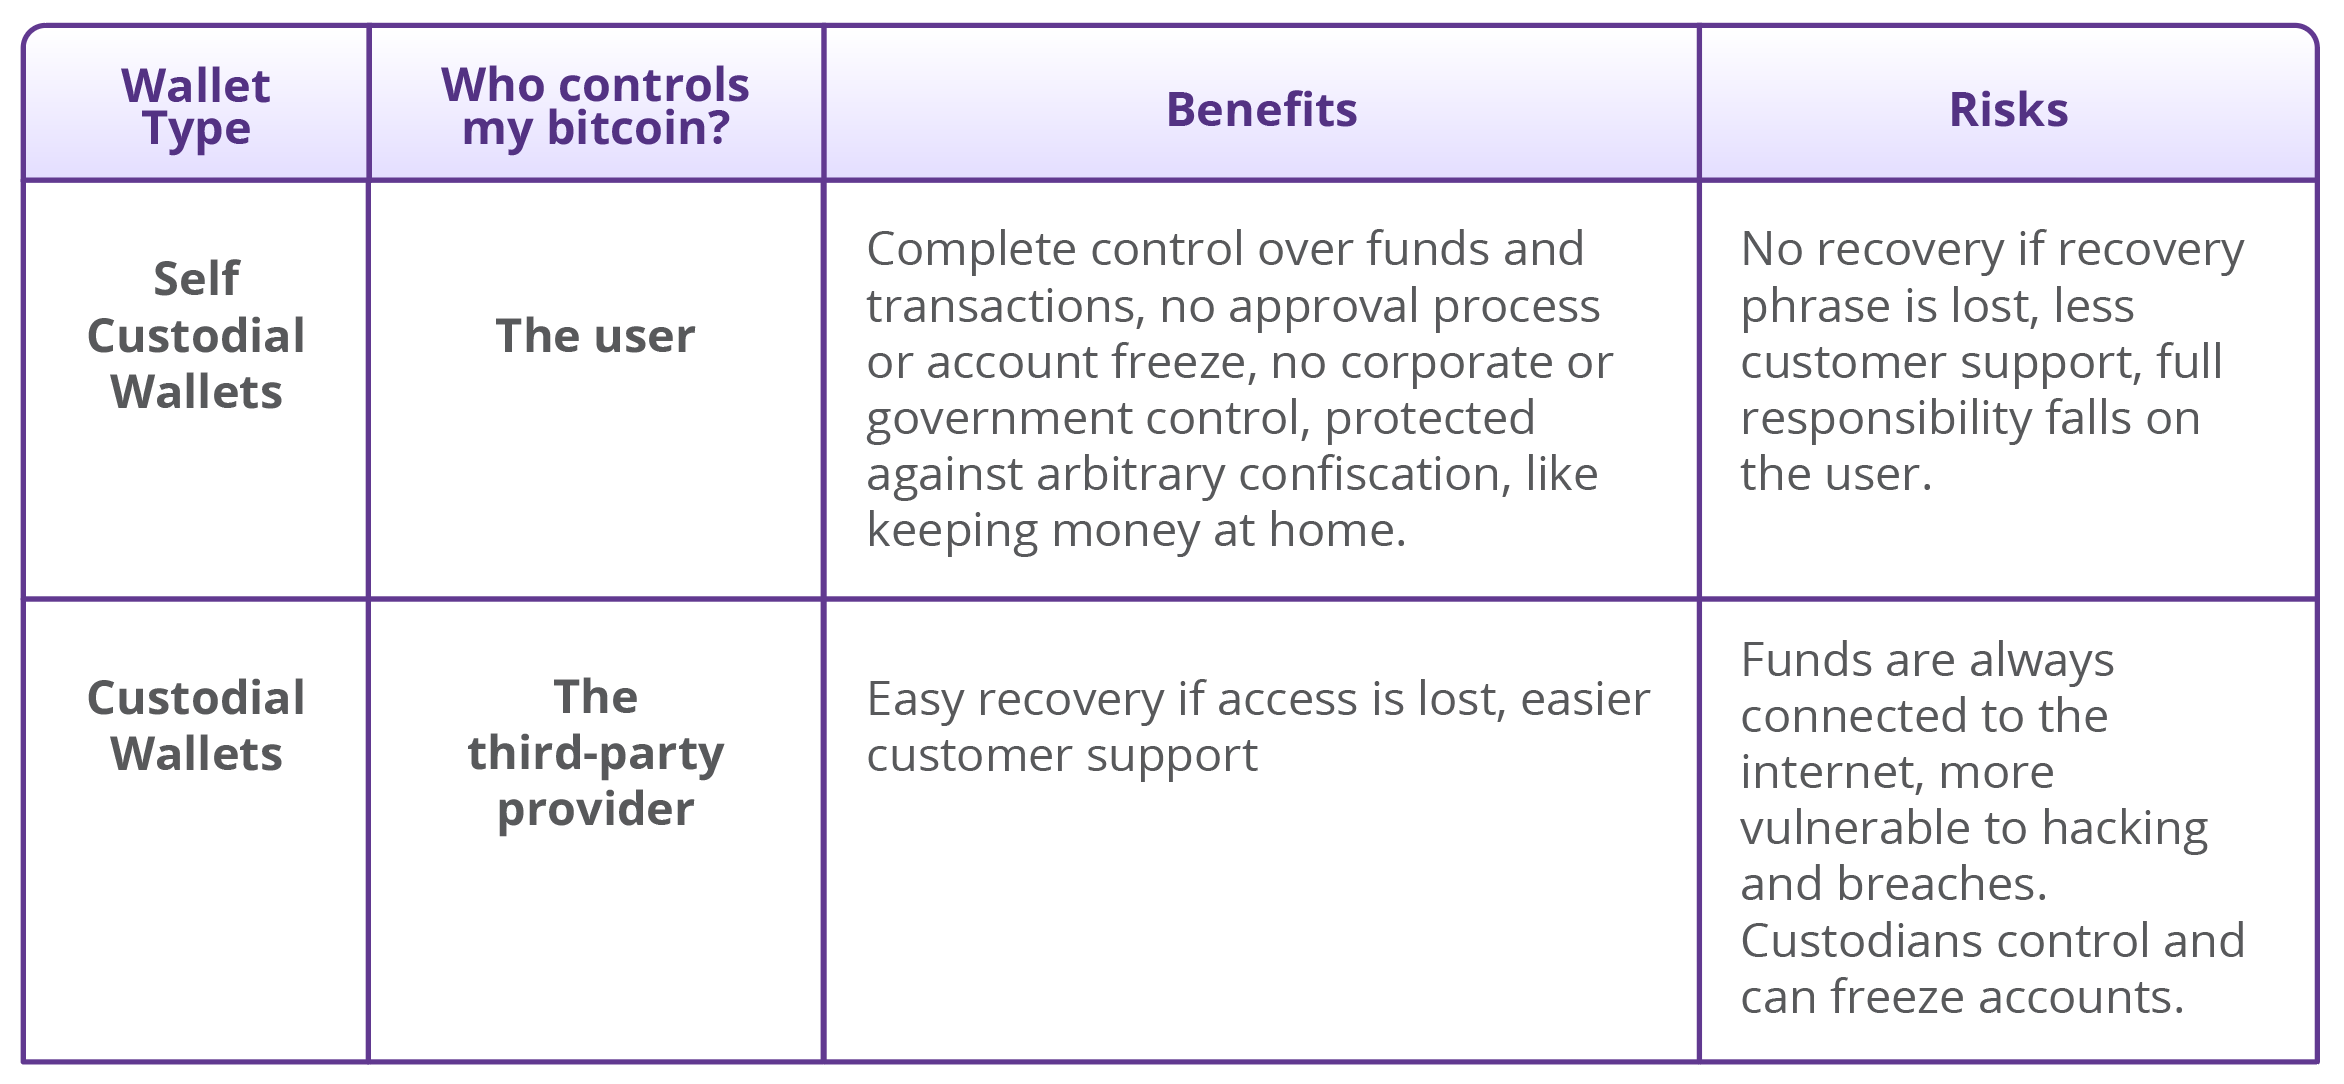 Wallet
Type
Who controls
my bitcoin?
Benefits
Risks
Self
Custodial
Wallets
The user
Complete control over funds and
transactions, no approval process
or account freeze, no corporate or
government control, protected
against arbitrary confiscation, like
keeping money at home.
No recovery if recovery
phrase is lost, less
customer support, full
responsibility falls on
the user.
Custodial
Wallets
The
third-party
provider
Easy recovery if access is lost, easier
customer support
Funds are always
connected to the
internet, more
vulnerable to hacking
and breaches.
Custodians control and
can freeze accounts.